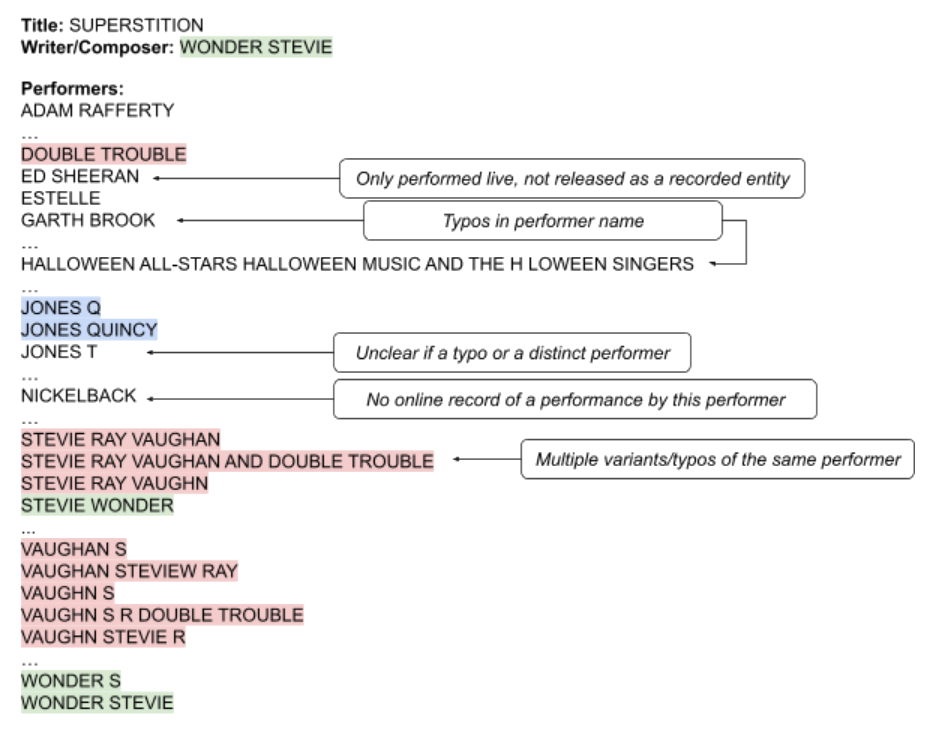 Title: SUPERSTITION
Writer/Composer: WONDER STEVIE
Performers:
ADAM RAFFERTY
...
DOUBLE TROUBLE
ED SHEERAN
Only performed live, not released as a recorded entity
ESTELLE
GARTH BROOK
Typos in performer name
...
HALLOWEEN ALL-STARS HALLOWEEN MUSIC AND THE H LOWEEN SINGERS
...
JONES Q
JONES QUINCY
JONES T
Unclear if a typo or a distinct performer
...
NICKELBACK
No online record of a performance by this performer
...
STEVIE RAY VAUGHAN
STEVIE RAY VAUGHAN AND DOUBLE TROUBLE
Multiple variants/typos of the same performer
STEVIE RAY VAUGHN
STEVIE WONDER
...
VAUGHAN S
VAUGHAN STEVIEW RAY
VAUGHN S
VAUGHN S R DOUBLE TROUBLE
VAUGHN STEVIE R
...
WONDER S
WONDER STEVIE